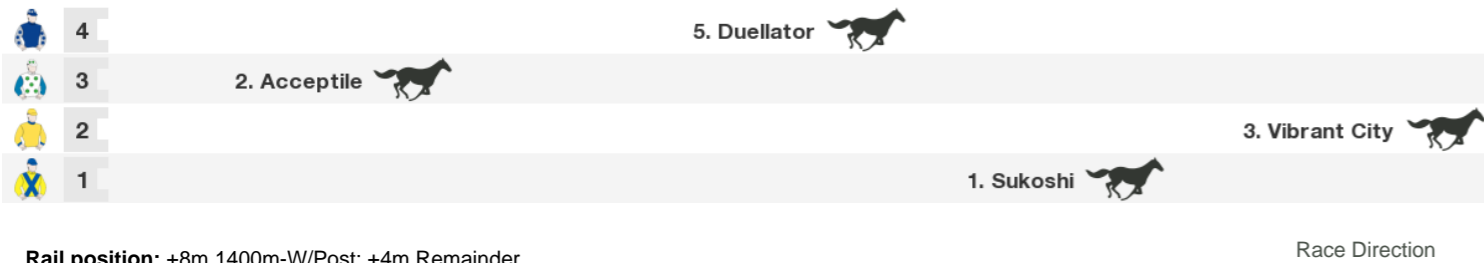 4 5. Duellator
3 2. Acceptile
2 3. Vibrant City
1 1. Sukoshi
Race Direction
Rail position: +8m 1400m-W/Post; +4m Remainder